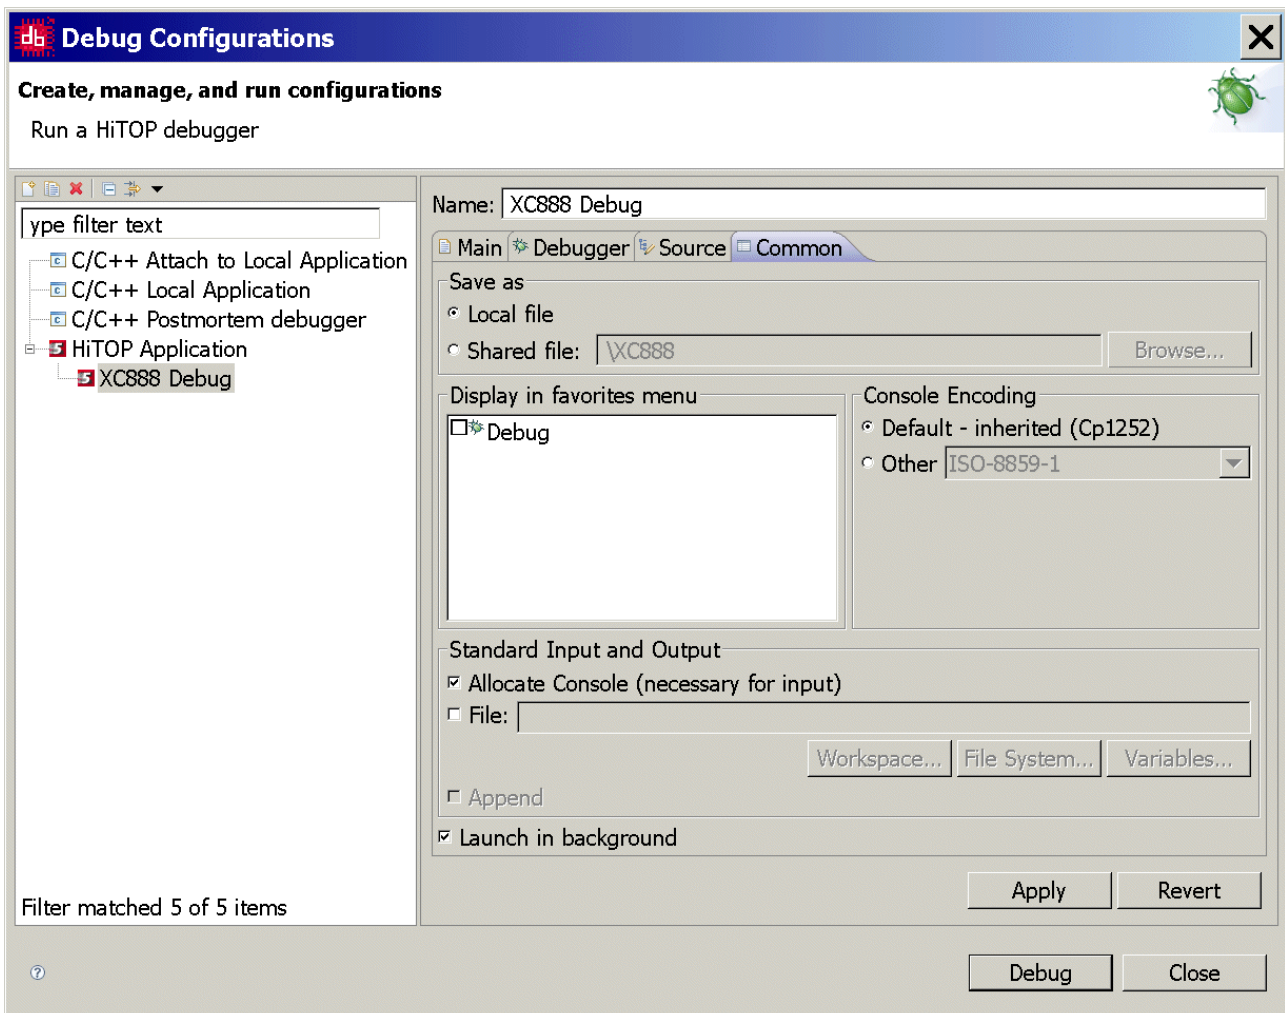 Debug Configurations
Create, manage, and run configurations
Run a HiTOP debugger
ype filter text
C/C++ Attach to Local Application
C/C++ Local Application
C/C++ Postmortem debugger
HiTOP Application
XC888 Debug
Filter matched 5 of 5 items
Name: XC888 Debug
Main Debugger Source Common
Save as
Local file
Shared file: \XC888 Browse...
Display in favorites menu
Debug
Console Encoding
Default - inherited (Cp1252)
Other ISO-8859-1
Standard Input and Output
Allocate Console (necessary for input)
File:
Workspace... File System... Variables...
Append
Launch in background
Apply Revert
Debug Close